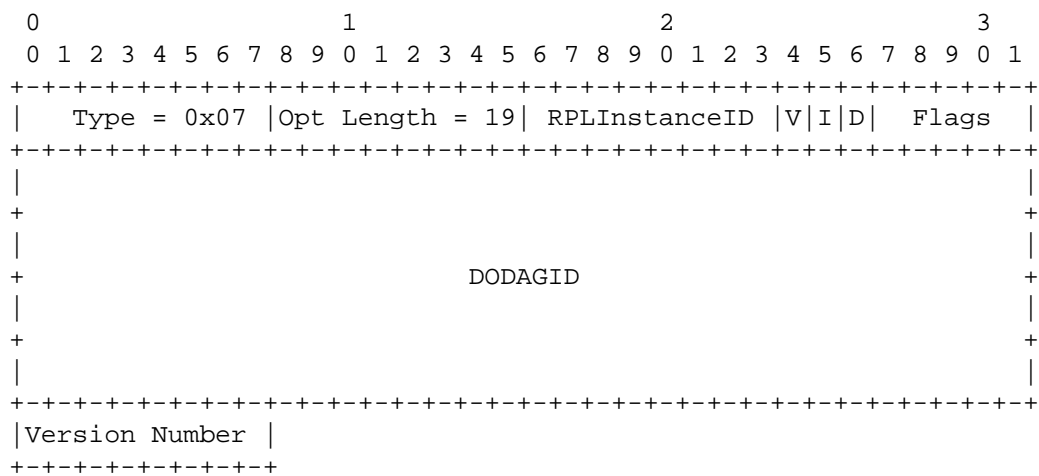 0                   1                   2                   3
 0 1 2 3 4 5 6 7 8 9 0 1 2 3 4 5 6 7 8 9 0 1 2 3 4 5 6 7 8 9 0 1
+-+-+-+-+-+-+-+-+-+-+-+-+-+-+-+-+-+-+-+-+-+-+-+-+-+-+-+-+-+-+-+-+
|   Type = 0x07 |Opt Length = 19| RPLInstanceID |V|I|D|  Flags  |
+-+-+-+-+-+-+-+-+-+-+-+-+-+-+-+-+-+-+-+-+-+-+-+-+-+-+-+-+-+-+-+-+
|                                                               |
+                                                               +
|                                                               |
+                            DODAGID                            +
|                                                               |
+                                                               +
|                                                               |
+-+-+-+-+-+-+-+-+-+-+-+-+-+-+-+-+-+-+-+-+-+-+-+-+-+-+-+-+-+-+-+-+
|Version Number |
+-+-+-+-+-+-+-+-+